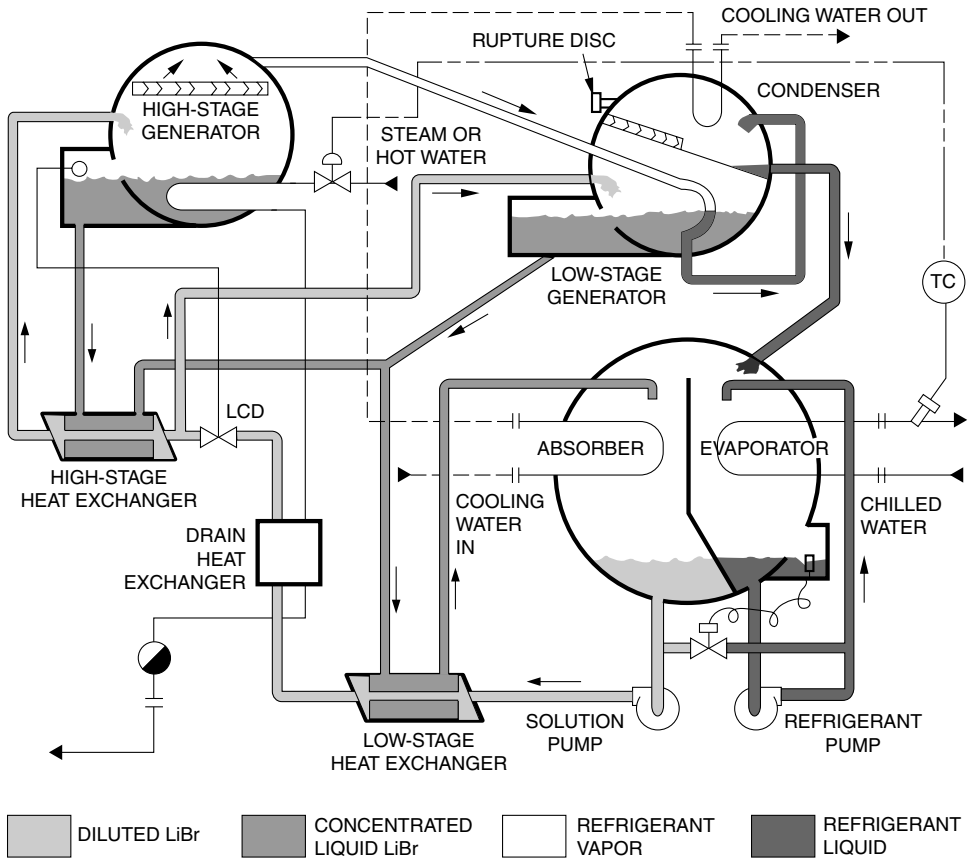 COOLING WATER OUT
RUPTURE DISC
CONDENSER
HIGH-STAGE
GENERATOR
STEAM OR
HOT WATER
LOW-STAGE
GENERATOR
TC
LCD
ABSORBER
EVAPORATOR
HIGH-STAGE
HEAT EXCHANGER
COOLING
WATER
IN
CHILLED
WATER
DRAIN
HEAT
EXCHANGER
SOLUTION
PUMP
REFRIGERANT
PUMP
LOW-STAGE
HEAT EXCHANGER
DILUTED LiBr
CONCENTRATED
LIQUID LiBr
REFRIGERANT
VAPOR
REFRIGERANT
LIQUID